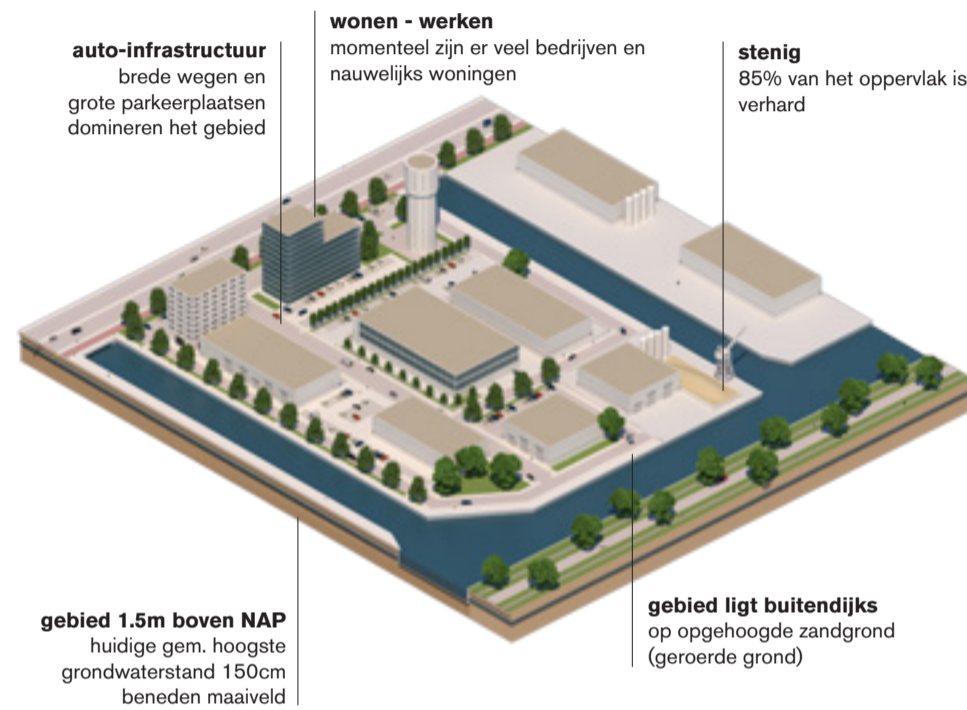 auto-infrastructuur
brede wegen en
grote parkeerplaatsen
domineren het gebied
wonen - werken
momenteel zijn er veel bedrijven en
nauwelijks woningen
stenig
85% van het oppervlak is
verhard
gebied 1.5m boven NAP
huidige gem. hoogste
grondwaterstand 150cm
beneden maaiveld
gebied ligt buitendijks
op opgehoogde zandgrond
(geroerde grond)